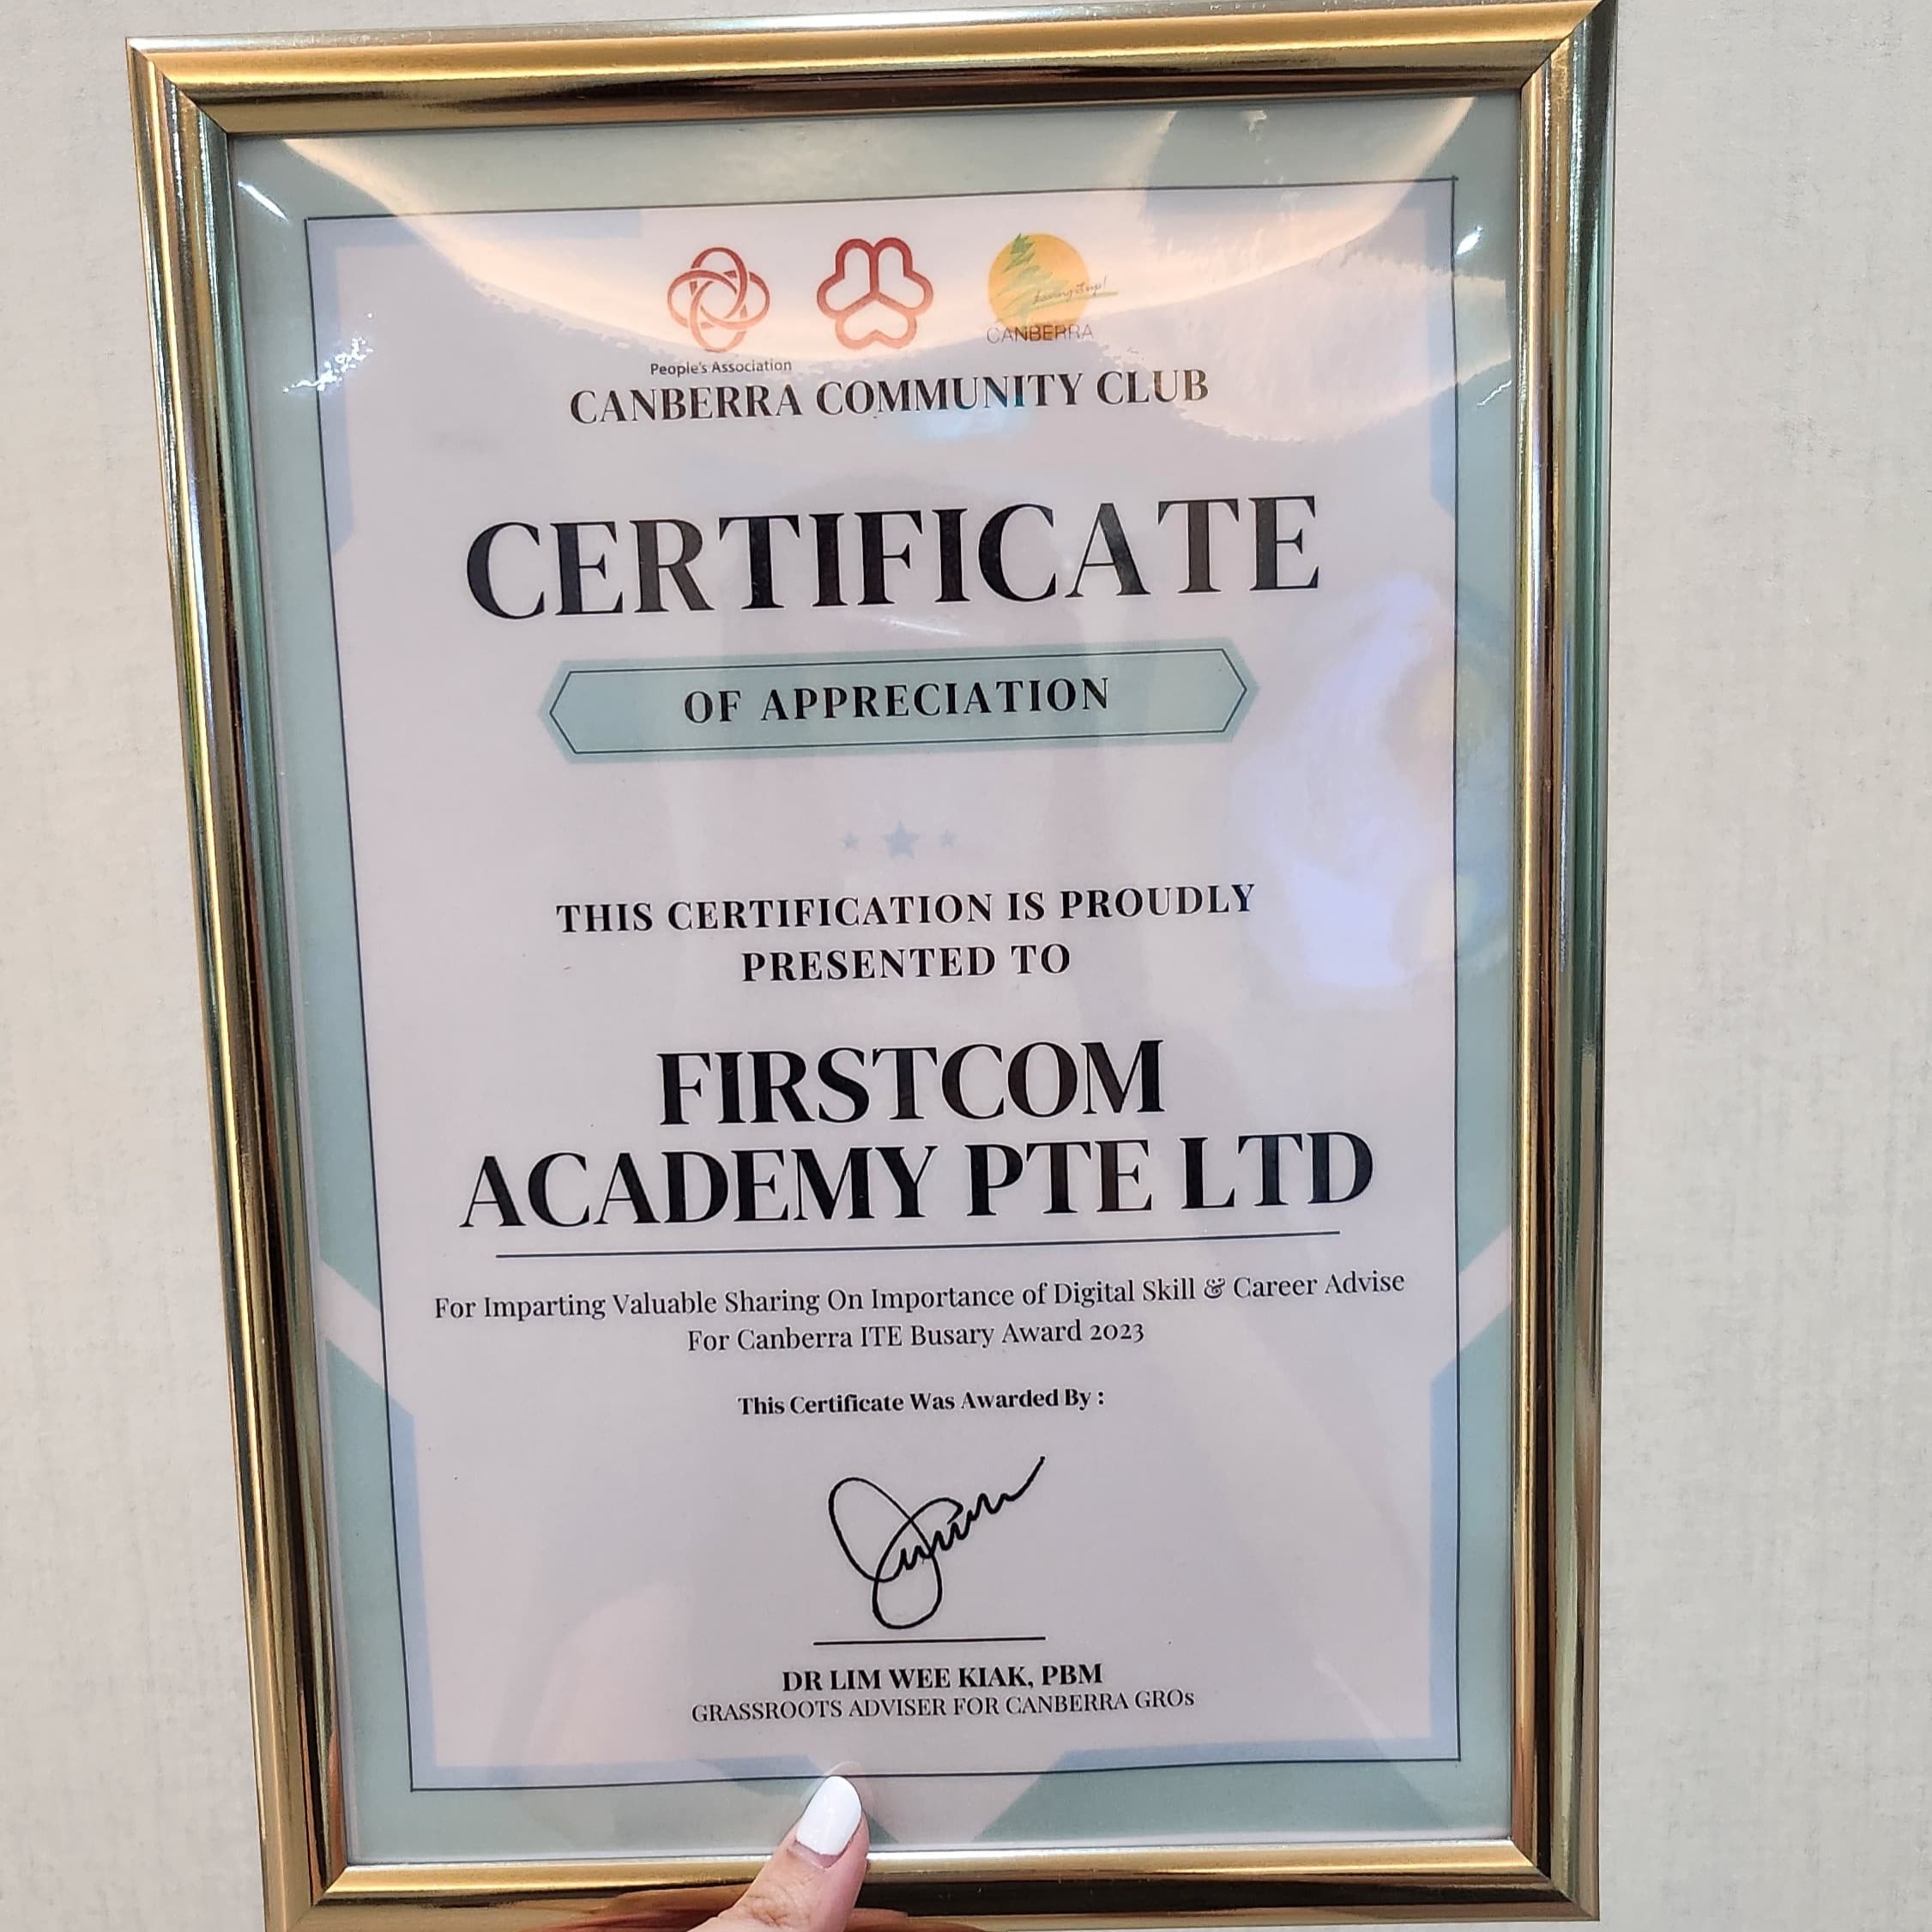 People's Association
CANBERRA
CANBERRA COMMUNITY CLUB
CERTIFICATE
OF APPRECIATION
THIS CERTIFICATION IS PROUDLY
PRESENTED TO
FIRSTCOM
ACADEMY PTE LTD
For Imparting Valuable Sharing On Importance of Digital Skill & Career Advise
For Canberra ITE Busary Award 2023
This Certificate Was Awarded By :
DR LIM WEE KIAK, PBM
GRASSROOTS ADVISER FOR CANBERRA GROs